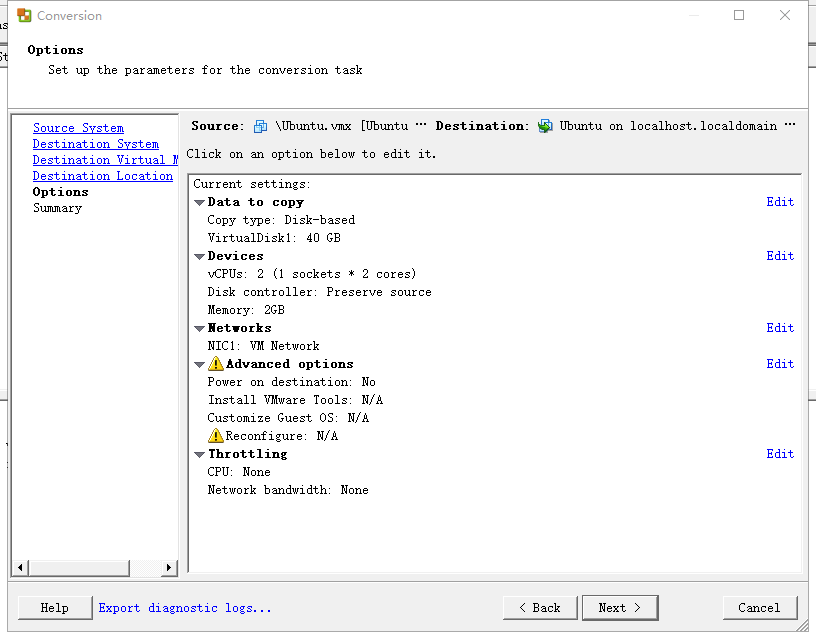 Conversion
Options
Set up the parameters for the conversion task
Source System
Destination System
Destination Virtual M
Destination Location
Options
Summary
Source: \Ubuntu.vmx [Ubuntu ... Destination: Ubuntu on localhost.localdomain ...
Click on an option below to edit it.
Current settings:
Data to copy Edit
Copy type: Disk-based
VirtualDisk1: 40 GB
Devices Edit
vCPUs: 2 (1 sockets * 2 cores)
Disk controller: Preserve source
Memory: 2GB
Networks Edit
NIC1: VM Network
Advanced options Edit
Power on destination: No
Install VMware Tools: N/A
Customize Guest OS: N/A
Reconfigure: N/A
Throttling Edit
CPU: None
Network bandwidth: None
Help Export diagnostic logs... < Back Next > Cancel